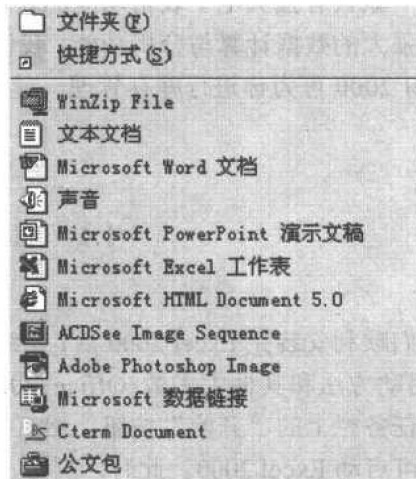 文件夹(F)
快捷方式(S)
WinZip File
文本文档
Microsoft Word 文档
声音
Microsoft PowerPoint 演示文稿
Microsoft Excel 工作表
Microsoft HTML Document 5.0
ACDSee Image Sequence
Adobe Photoshop Image
Microsoft 数据链接
Cterm Document
公文包